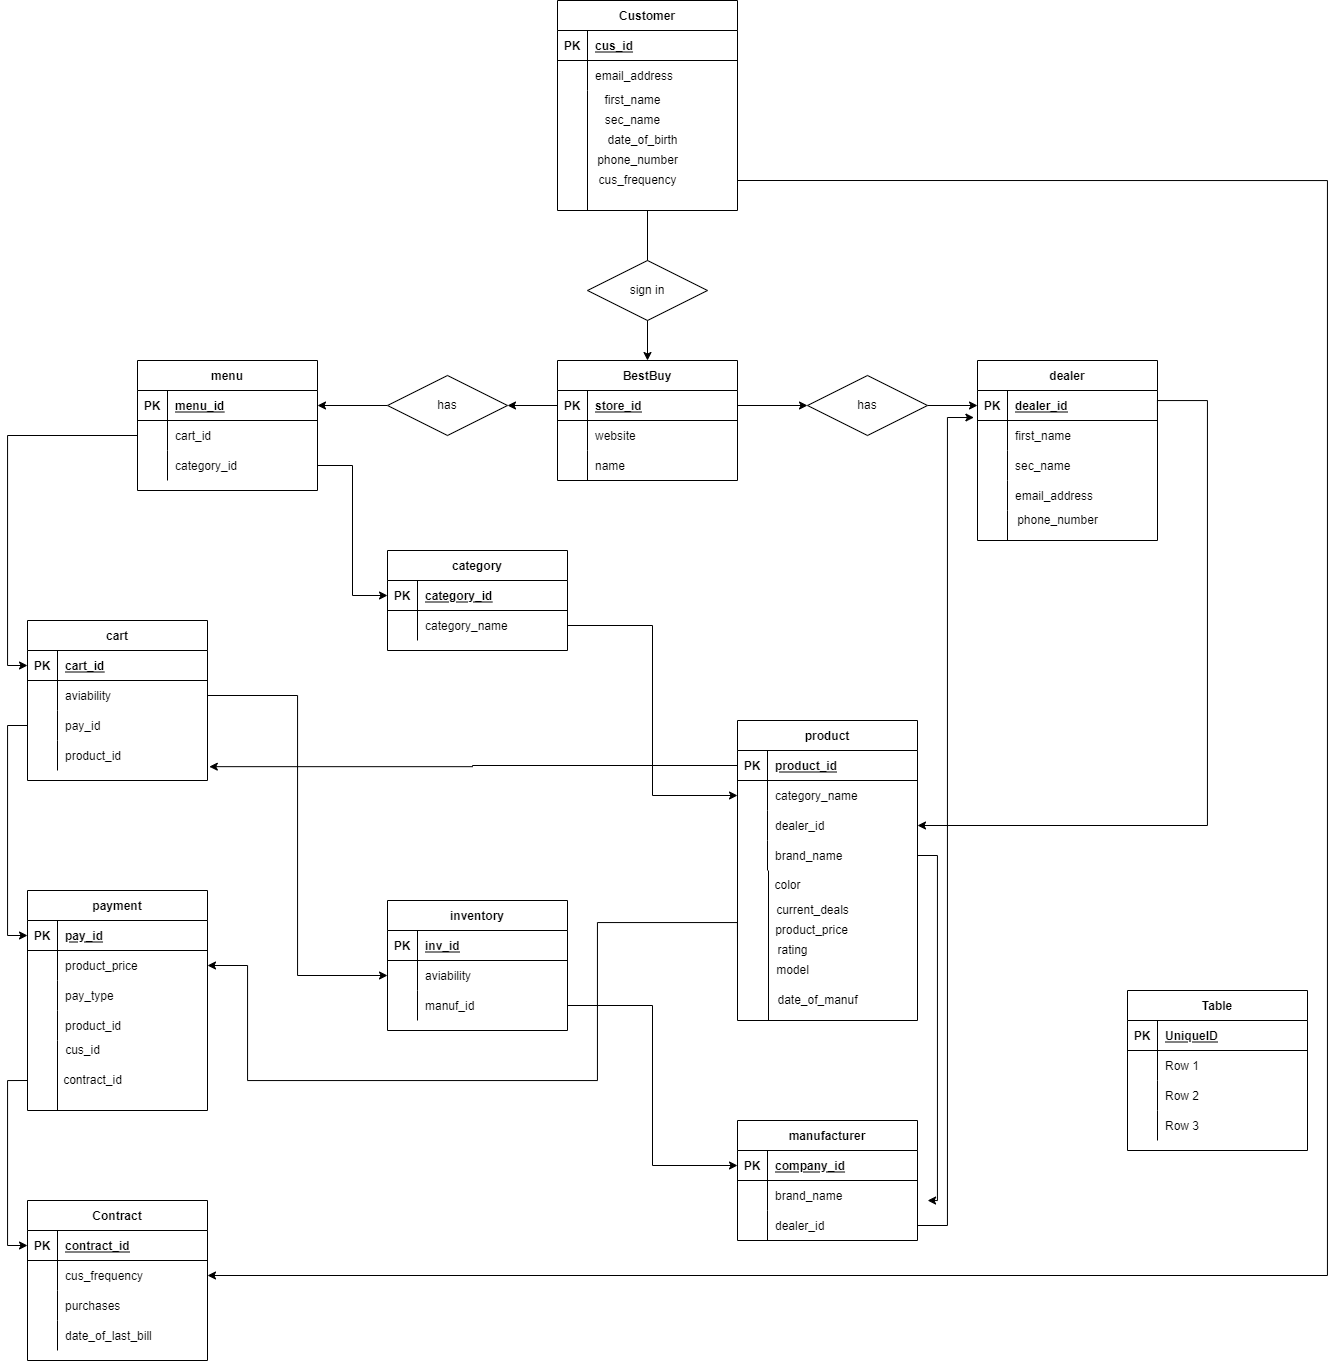 Customer
PK cus_id
email_address
first_name
sec_name
date_of_birth
phone_number
cus_frequency
sign in
menu
PK menu_id
cart_id
category_id
has
BestBuy
PK store_id
website
name
has
dealer
PK dealer_id
first_name
sec_name
email_address
phone_number
category
PK category_id
category_name
cart
PK cart_id
aviability
pay_id
product_id
product
PK product_id
category_name
dealer_id
brand_name
color
current_deals
product_price
rating
model
date_of_manuf
payment
PK pay_id
product_price
pay_type
product_id
cus_id
contract_id
inventory
PK inv_id
aviability
manuf_id
Table
PK UniqueID
Row 1
Row 2
Row 3
manufacturer
PK company_id
brand_name
dealer_id
Contract
PK contract_id
cus_frequency
purchases
date_of_last_bill